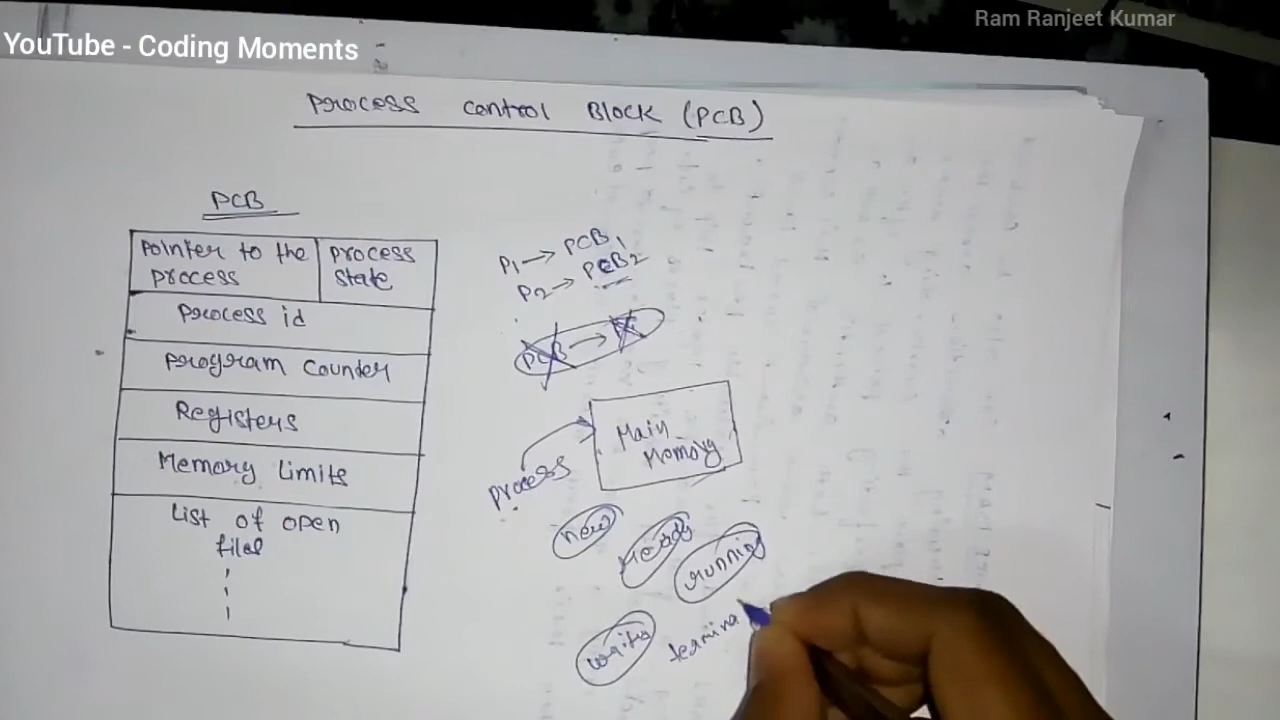 Ram Ranjeet Kumar
YouTube - Coding Moments
Process Control Block (PCB)
PCB
Pointer to the process
Process state
Process id
Program Counter
Registers
Memory Limits
List of open
files
P1 → PCB1
P2 → PCB2
PCB →
Main
Memory
Process
new
ready
running
waiting
termina